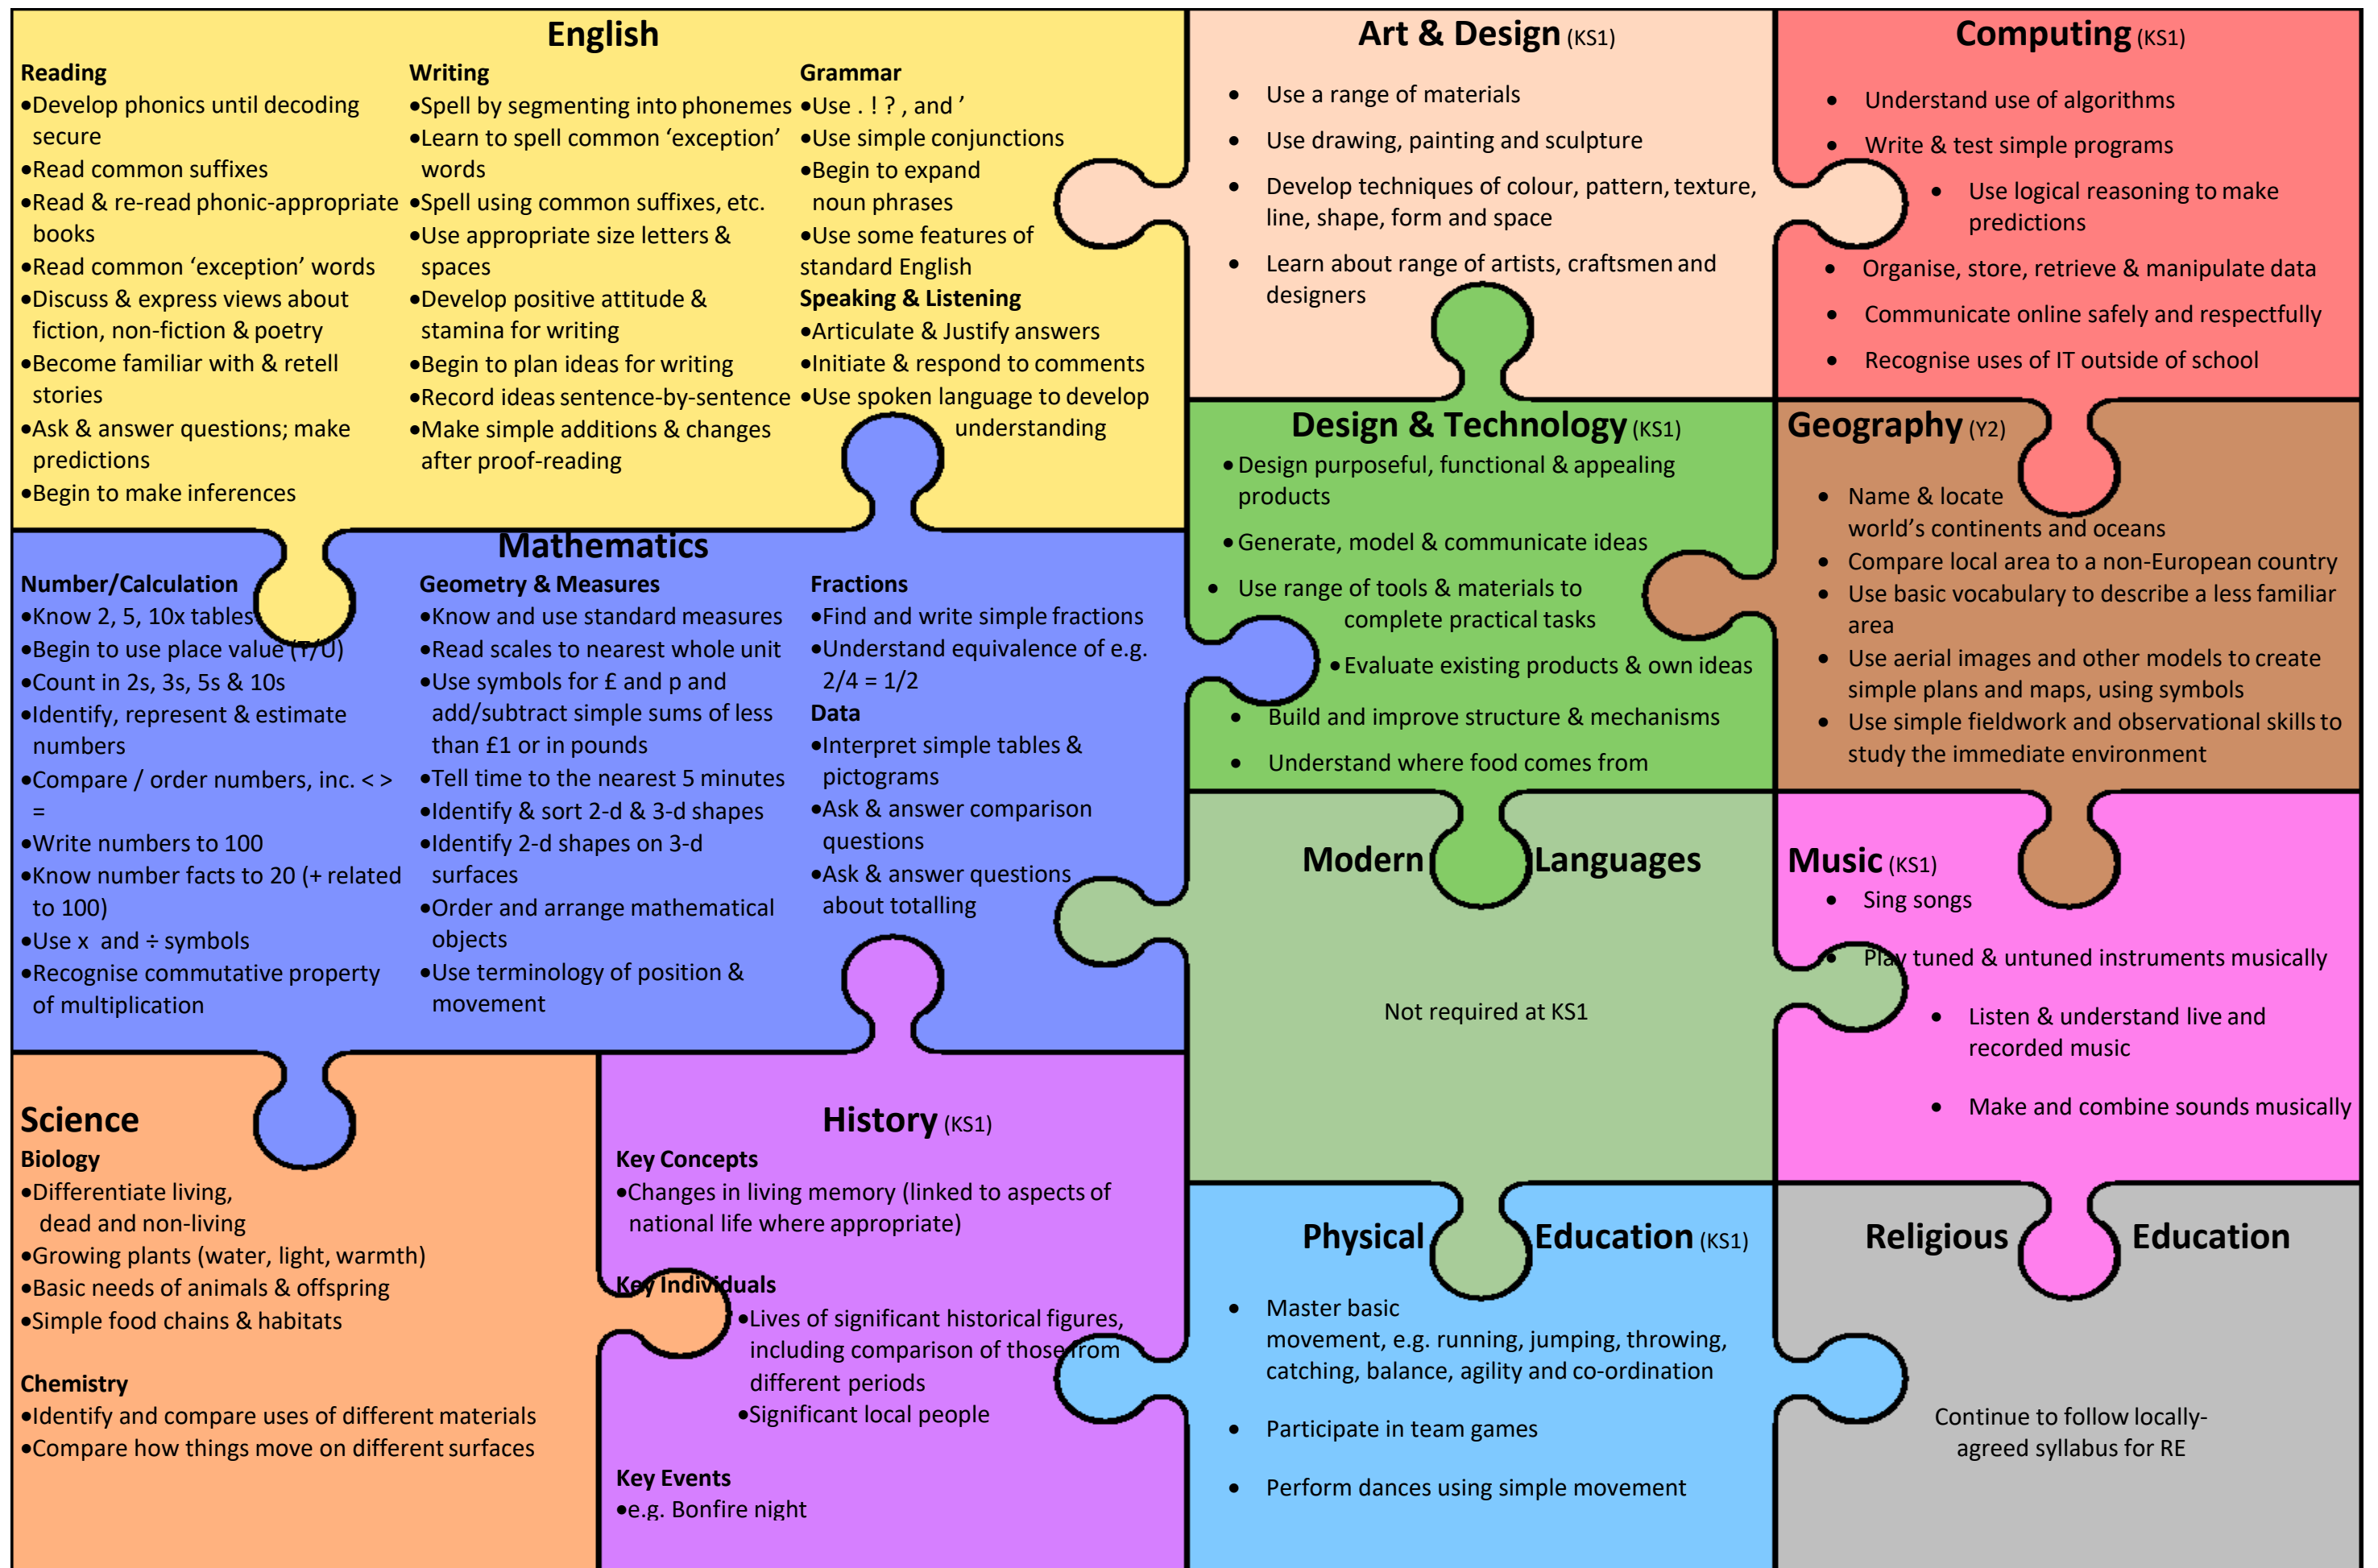 English
Reading
•Develop phonics until decoding
secure
•Read common suffixes
•Read & re-read phonic-appropriate
books
•Read common ‘exception’ words
•Discuss & express views about
fiction, non-fiction & poetry
•Become familiar with & retell
stories
•Ask & answer questions; make
predictions
•Begin to make inferences
Writing
•Spell by segmenting into phonemes
•Learn to spell common ‘exception’
words
•Spell using common suffixes, etc.
•Use appropriate size letters &
spaces
•Develop positive attitude &
stamina for writing
•Begin to plan ideas for writing
•Record ideas sentence-by-sentence
•Make simple additions & changes
after proof-reading
Grammar
•Use . ! ? , and ’
•Use simple conjunctions
•Begin to expand
noun phrases
•Use some features of
standard English
Speaking & Listening
•Articulate & Justify answers
•Initiate & respond to comments
•Use spoken language to develop
understanding
Art & Design (KS1)
• Use a range of materials
• Use drawing, painting and sculpture
• Develop techniques of colour, pattern, texture,
line, shape, form and space
• Learn about range of artists, craftsmen and
designers
Computing (KS1)
• Understand use of algorithms
• Write & test simple programs
• Use logical reasoning to make
predictions
• Organise, store, retrieve & manipulate data
• Communicate online safely and respectfully
• Recognise uses of IT outside of school
Mathematics
Number/Calculation
•Know 2, 5, 10x tables
•Begin to use place value (T/U)
•Count in 2s, 3s, 5s & 10s
•Identify, represent & estimate
numbers
•Compare / order numbers, inc. < >
=
•Write numbers to 100
•Know number facts to 20 (+ related
to 100)
•Use x and ÷ symbols
•Recognise commutative property
of multiplication
Geometry & Measures
•Know and use standard measures
•Read scales to nearest whole unit
•Use symbols for £ and p and
add/subtract simple sums of less
than £1 or in pounds
•Tell time to the nearest 5 minutes
•Identify & sort 2-d & 3-d shapes
•Identify 2-d shapes on 3-d
surfaces
•Order and arrange mathematical
objects
•Use terminology of position &
movement
Fractions
•Find and write simple fractions
•Understand equivalence of e.g.
2/4 = 1/2
Data
•Interpret simple tables &
pictograms
•Ask & answer comparison
questions
•Ask & answer questions
about totalling
Design & Technology (KS1)
•Design purposeful, functional & appealing
products
•Generate, model & communicate ideas
• Use range of tools & materials to
complete practical tasks
•Evaluate existing products & own ideas
• Build and improve structure & mechanisms
• Understand where food comes from
Geography (Y2)
• Name & locate
world’s continents and oceans
• Compare local area to a non-European country
• Use basic vocabulary to describe a less familiar
area
• Use aerial images and other models to create
simple plans and maps, using symbols
• Use simple fieldwork and observational skills to
study the immediate environment
Modern Languages
Not required at KS1
Music (KS1)
• Sing songs
• Play tuned & untuned instruments musically
• Listen & understand live and
recorded music
• Make and combine sounds musically
Science
Biology
•Differentiate living,
dead and non-living
•Growing plants (water, light, warmth)
•Basic needs of animals & offspring
•Simple food chains & habitats
Chemistry
•Identify and compare uses of different materials
•Compare how things move on different surfaces
History (KS1)
Key Concepts
•Changes in living memory (linked to aspects of
national life where appropriate)
Key Individuals
•Lives of significant historical figures,
including comparison of those from
different periods
•Significant local people
Key Events
•e.g. Bonfire night
Physical Education (KS1)
• Master basic
movement, e.g. running, jumping, throwing,
catching, balance, agility and co-ordination
• Participate in team games
• Perform dances using simple movement
Religious Education
Continue to follow locally-
agreed syllabus for RE